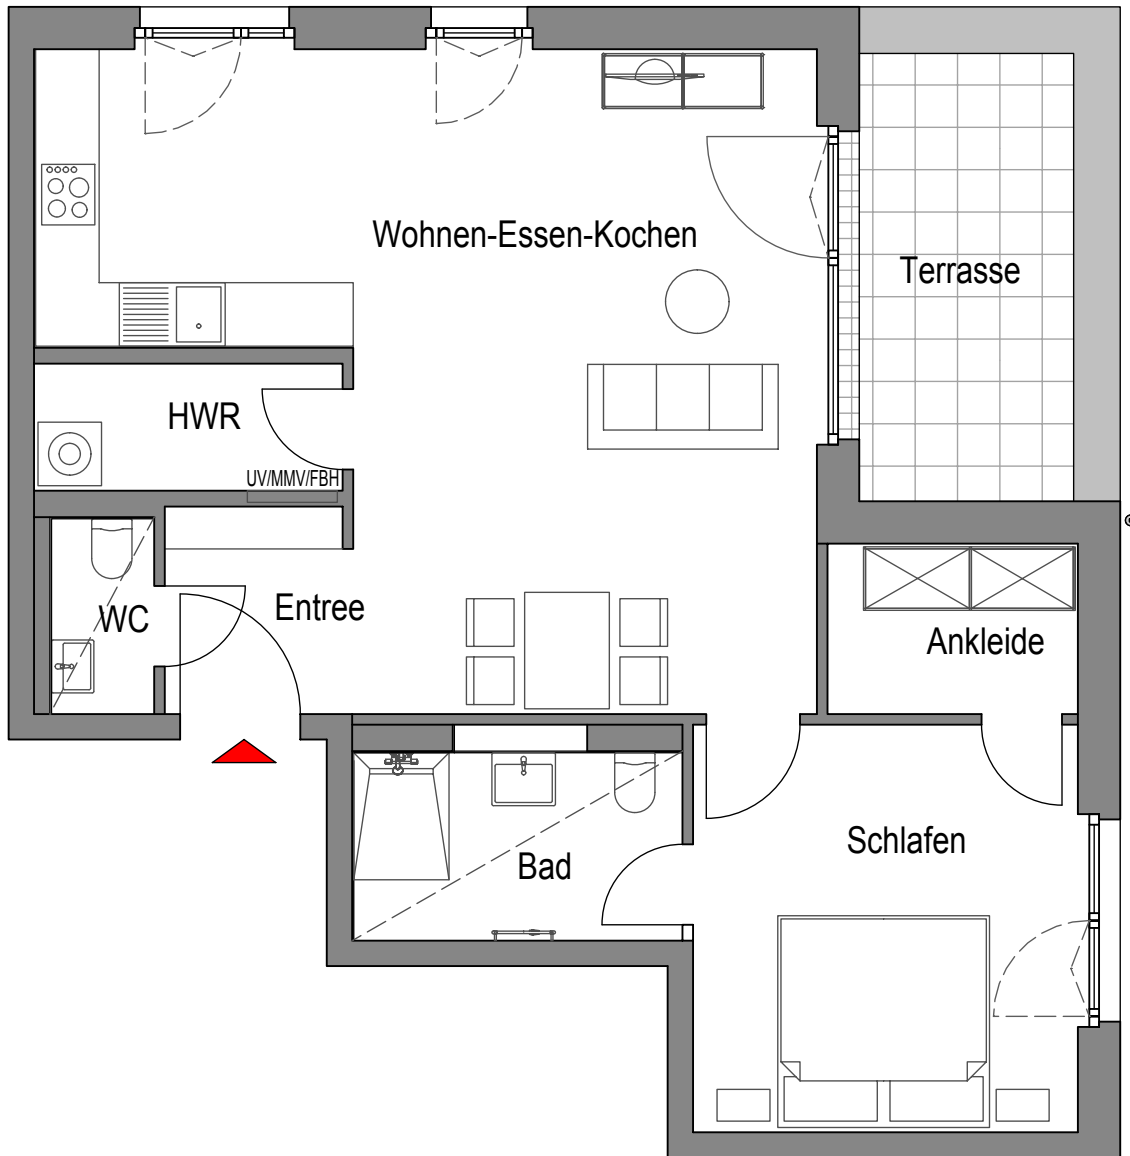 Wohnen-Essen-Kochen
Terrasse
HWR
UV/MMV/FBH
WC
Entree
Ankleide
Bad
Schlafen